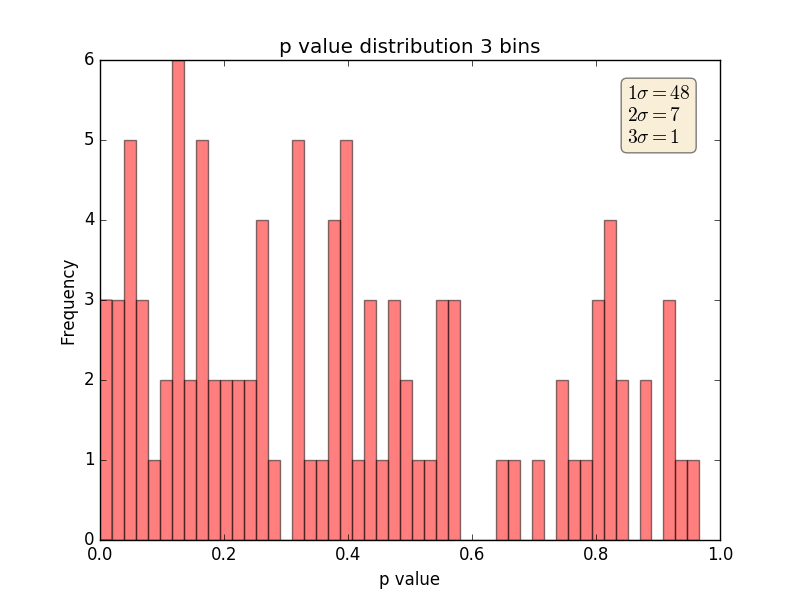 p value distribution 3 bins
1σ = 48
2σ = 7
3σ = 1
Frequency
6
5
4
3
2
1
0
0.0 0.2 0.4 0.6 0.8 1.0
p value